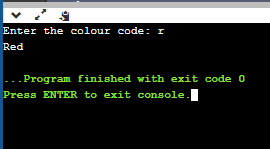 Enter the colour code: r
Red
...Program finished with exit code 0
Press ENTER to exit console.